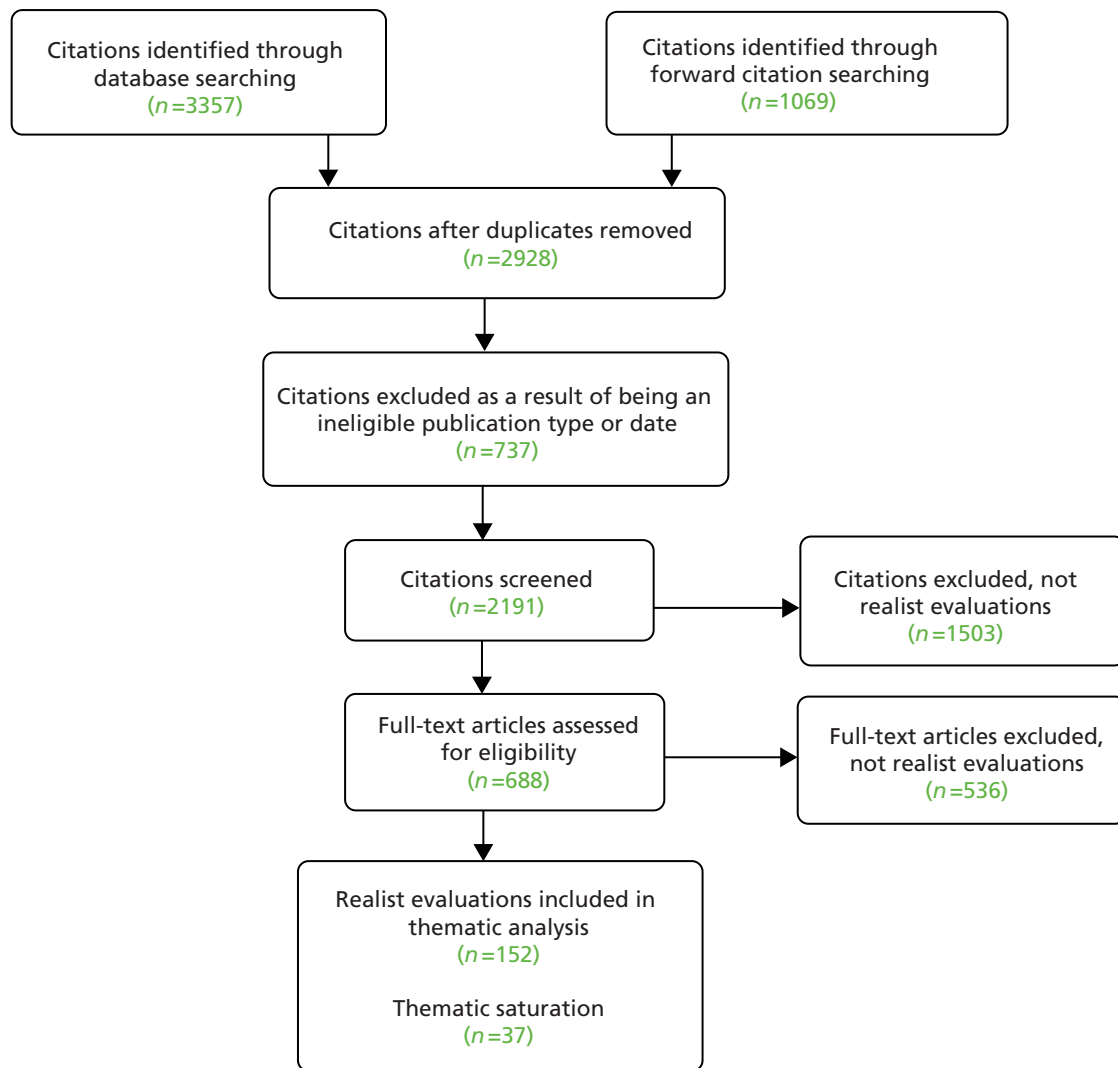 Citations identified through
database searching
(n=3357)
Citations identified through
forward citation searching
(n=1069)
Citations after duplicates removed
(n=2928)
Citations excluded as a result of being an
ineligible publication type or date
(n=737)
Citations screened
(n=2191)
Citations excluded, not
realist evaluations
(n=1503)
Full-text articles assessed
for eligibility
(n=688)
Full-text articles excluded,
not realist evaluations
(n=536)
Realist evaluations included in
thematic analysis
(n=152)
Thematic saturation
(n=37)